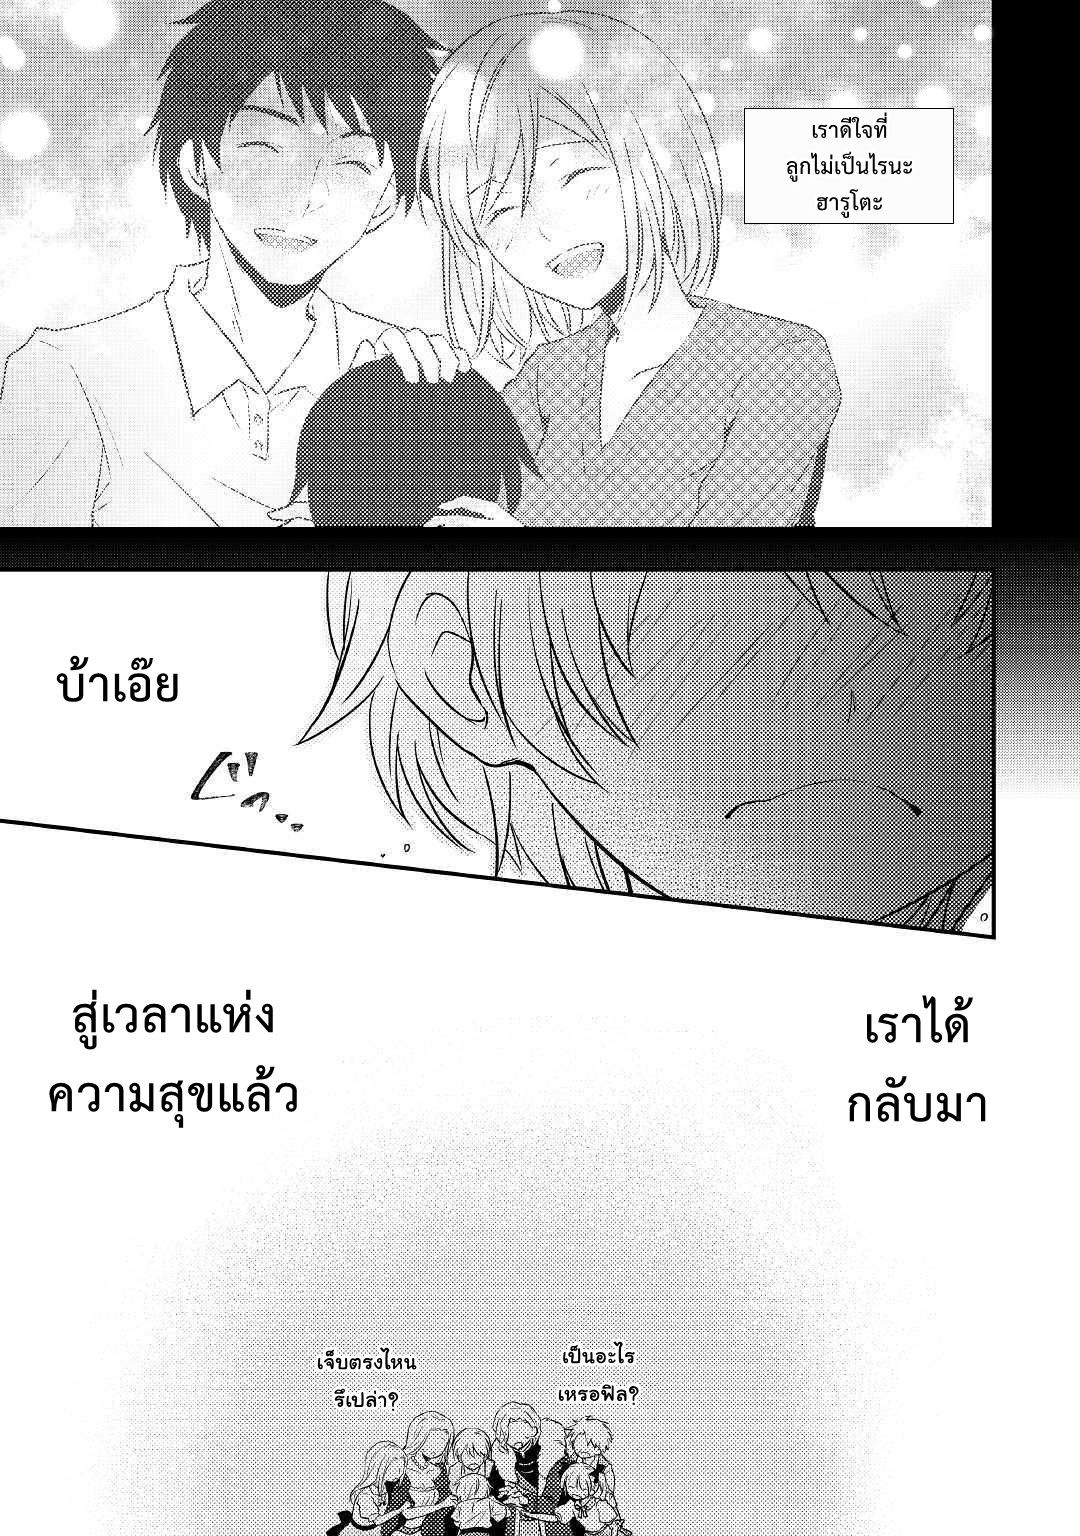 เราดีใจที่
ลูกไม่เป็นไรนะ
ฮารูโตะ
บ้าเอ๊ย
เราได้
กลับมา
สู่เวลาแห่ง
ความสุขแล้ว
เป็นอะไร
เหรอฟิล?
เจ็บตรงไหน
รึเปล่า?